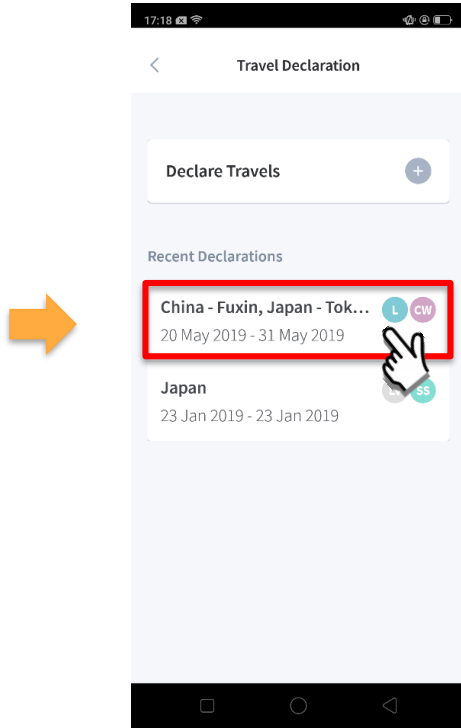 17:18
Travel Declaration
Declare Travels
Recent Declarations
China - Fuxin, Japan - Tok...
L CW
20 May 2019 - 31 May 2019
Japan
SS
23 Jan 2019 - 23 Jan 2019